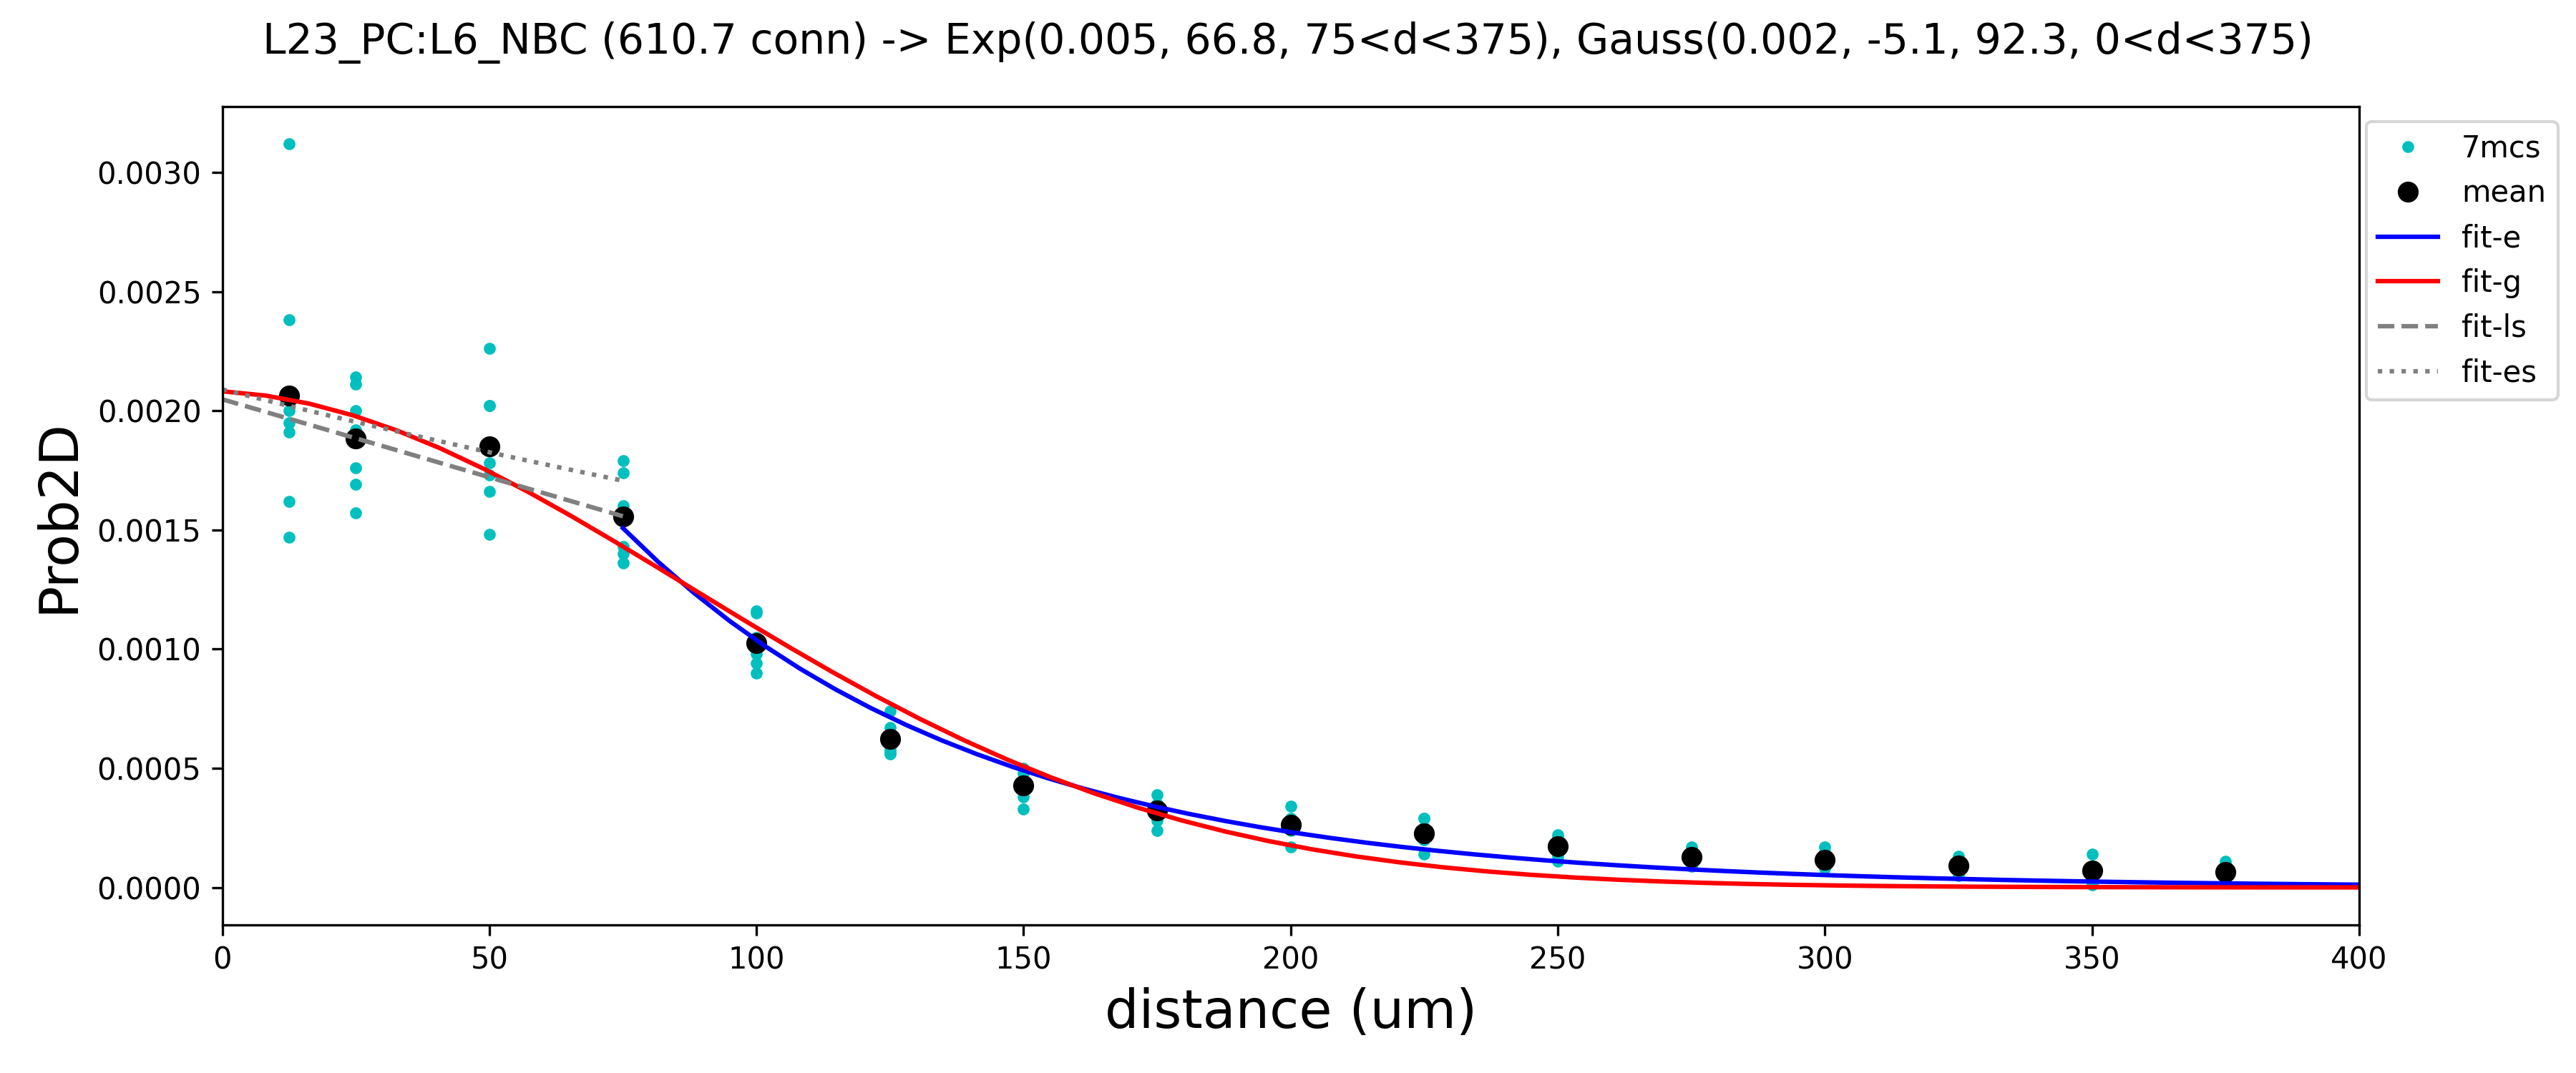 L23_PC:L6_NBC (610.7 conn) -> Exp(0.005, 66.8, 75<d<375), Gauss(0.002, -5.1, 92.3, 0<d<375)
7mcs
mean
fit-e
fit-g
fit-ls
fit-es
0.0030
0.0025
0.0020
0.0015
0.0010
0.0005
0.0000
Prob2D
0 50 100 150 200 250 300 350 400
distance (um)